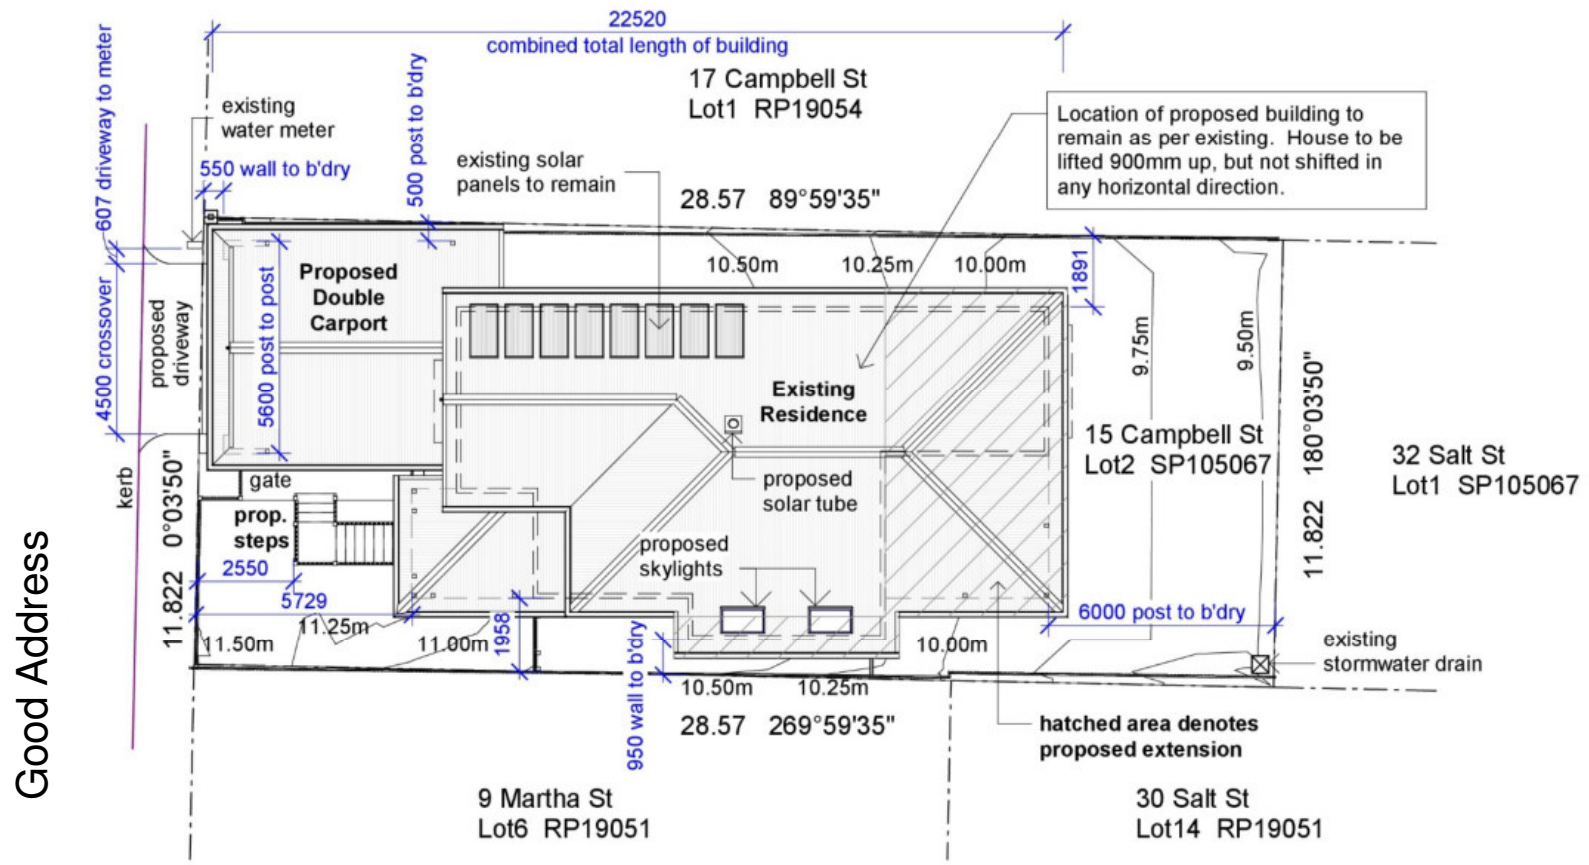 22520
combined total length of building
17 Campbell St
Lot1 RP19054
607 driveway to meter
existing
water meter
550 wall to b'dry
500 post to b'dry
existing solar
panels to remain
28.57 89°59'35"
Location of proposed building to
remain as per existing. House to be
lifted 900mm up, but not shifted in
any horizontal direction.
10.50m
10.25m
10.00m
1891
9.75m
9.50m
Proposed
Double
Carport
5600 post to post
4500 crossover
proposed
driveway
kerb
Existing
Residence
15 Campbell St
Lot2 SP105067
11.822 180°03'50"
32 Salt St
Lot1 SP105067
proposed
solar tube
proposed
skylights
gate
prop.
steps
11.822 0°03'50"
2550
5729
11.50m
11.25m
11.00m
1958
950 wall to b'dry
10.50m
10.25m
10.00m
6000 post to b'dry
existing
stormwater drain
28.57 269°59'35"
hatched area denotes
proposed extension
9 Martha St
Lot6 RP19051
30 Salt St
Lot14 RP19051
Good Address